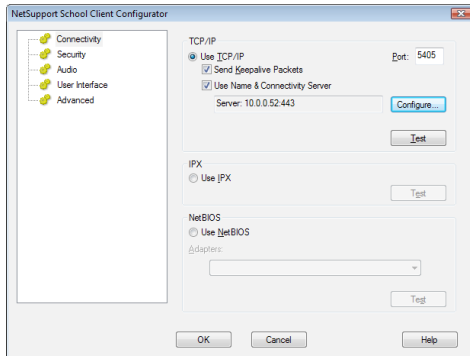 NetSupport School Client Configurator
Connectivity
Security
Audio
User Interface
Advanced
TCP/IP
Use TCP/IP
Port: 5405
Send Keepalive Packets
Use Name & Connectivity Server
Server: 10.0.0.52:443
Configure...
Test
IPX
Use IPX
Test
NetBIOS
Use NetBIOS
Adapters:
Test
OK
Cancel
Help